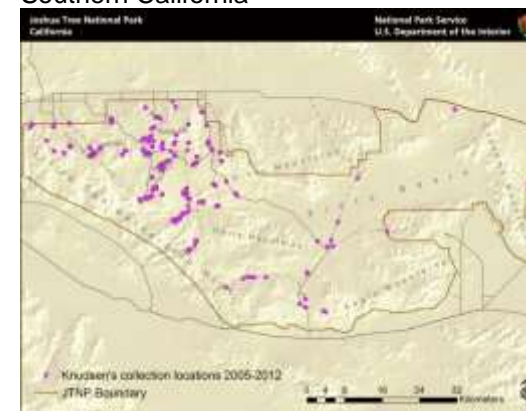 Southern California
Joshua Tree National Park
California
National Park Service
U.S. Department of the Interior
Knudsen's collection locations 2005-2012
JTNP Boundary
Kilometers